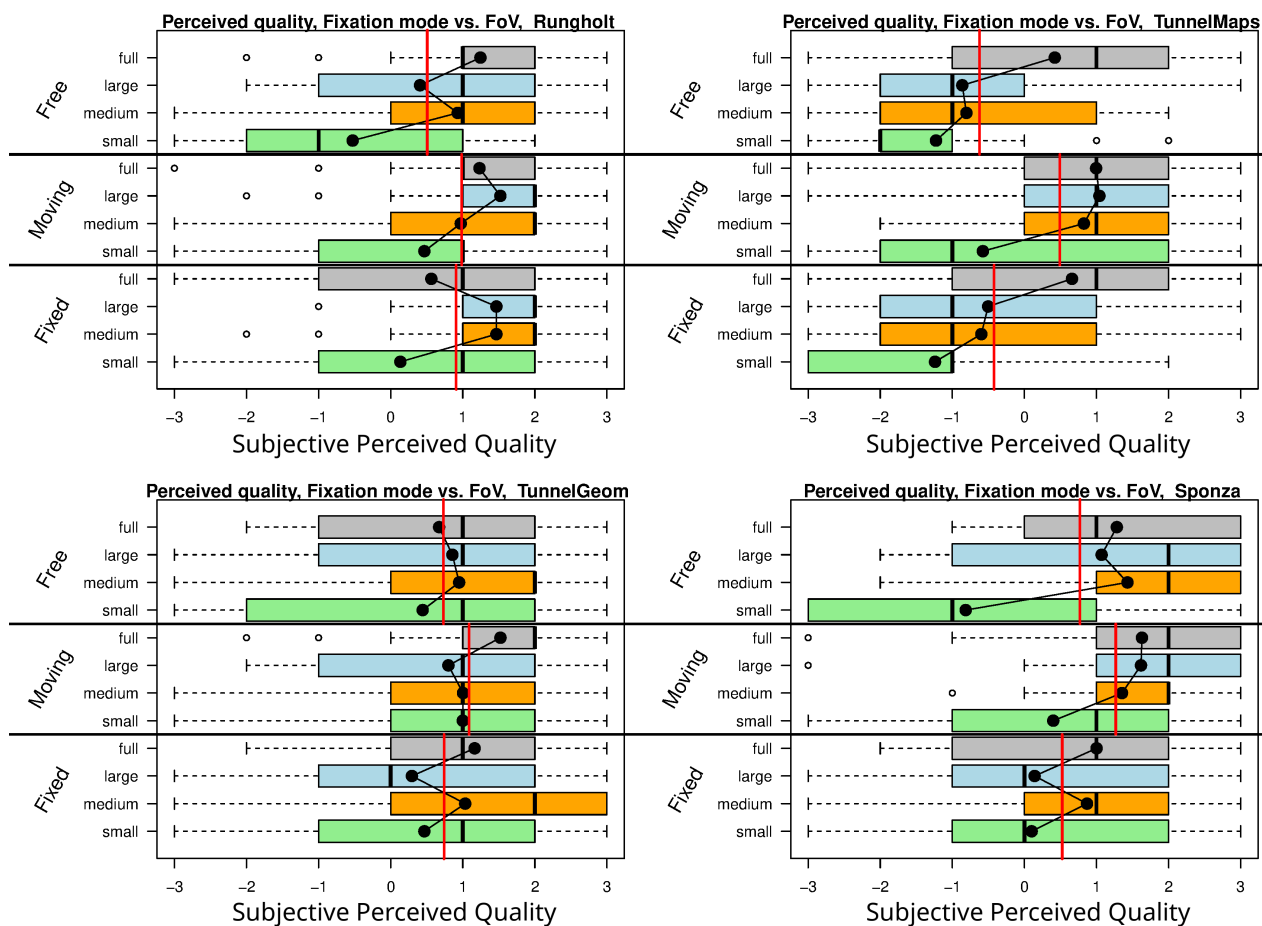 Perceived quality, Fixation mode vs. FoV,  Rungholt
Free
full
large
medium
small
Moving
full
large
medium
small
Fixed
full
large
medium
small
−3 −2 −1 0 1 2 3
Subjective Perceived Quality
Perceived quality, Fixation mode vs. FoV,  TunnelMaps
Free
full
large
medium
small
Moving
full
large
medium
small
Fixed
full
large
medium
small
−3 −2 −1 0 1 2 3
Subjective Perceived Quality
Perceived quality, Fixation mode vs. FoV,  TunnelGeom
Free
full
large
medium
small
Moving
full
large
medium
small
Fixed
full
large
medium
small
−3 −2 −1 0 1 2 3
Subjective Perceived Quality
Perceived quality, Fixation mode vs. FoV,  Sponza
Free
full
large
medium
small
Moving
full
large
medium
small
Fixed
full
large
medium
small
−3 −2 −1 0 1 2 3
Subjective Perceived Quality